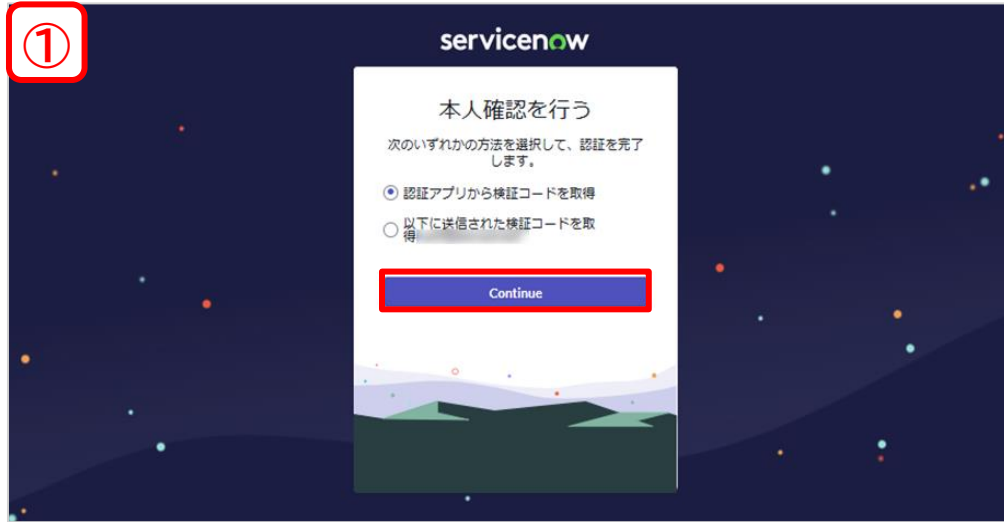 ①
servicenow
本人確認を行う
次のいずれかの方法を選択して、認証を完了
します。
認証アプリから検証コードを取得
以下に送信された検証コードを取
得
Continue